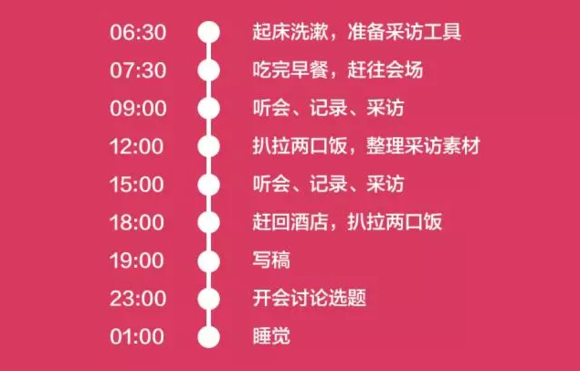 06:30 起床洗漱，准备采访工具
07:30 吃完早餐，赶往会场
09:00 听会、记录、采访
12:00 扒拉两口饭，整理采访素材
15:00 听会、记录、采访
18:00 赶回酒店，扒拉两口饭
19:00 写稿
23:00 开会讨论选题
01:00 睡觉